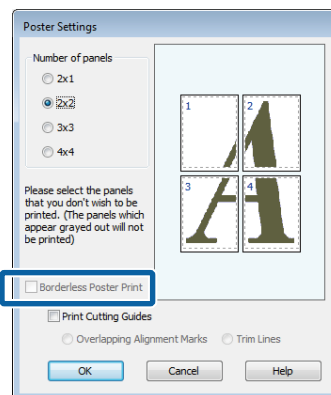 Poster Settings
Number of panels
2x1
2x2
3x3
4x4
1 2
3 4
Please select the panels
that you don't wish to be
printed. (The panels which
appear grayed out will not
be printed)
Borderless Poster Print
Print Cutting Guides
Overlapping Alignment Marks Trim Lines
OK Cancel Help